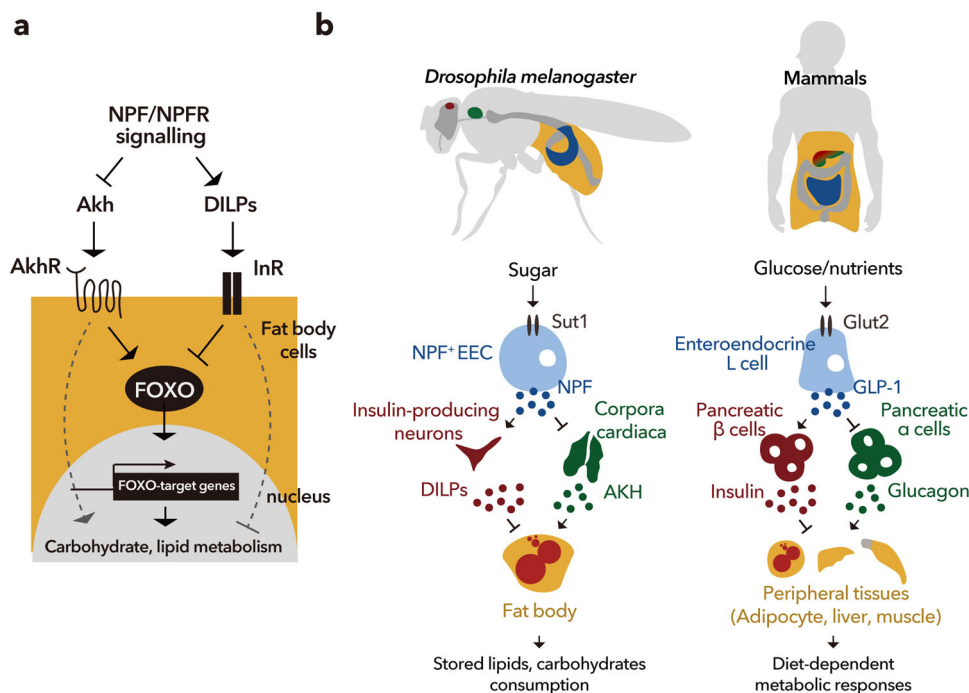 a
NPF/NPFR
signalling
Akh
DILPs
AkhR
InR
Fat body
cells
FOXO
FOXO-target genes
nucleus
Carbohydrate, lipid metabolism
b
Drosophila melanogaster
Sugar
Sut1
NPF⁺ EEC
NPF
Insulin-producing
neurons
Corpora
cardiaca
DILPs
AKH
Fat body
Stored lipids, carbohydrates
consumption
Mammals
Glucose/nutrients
Glut2
Enteroendocrine
L cell
GLP-1
Pancreatic
β cells
Pancreatic
α cells
Insulin
Glucagon
Peripheral tissues
(Adipocyte, liver, muscle)
Diet-dependent
metabolic responses